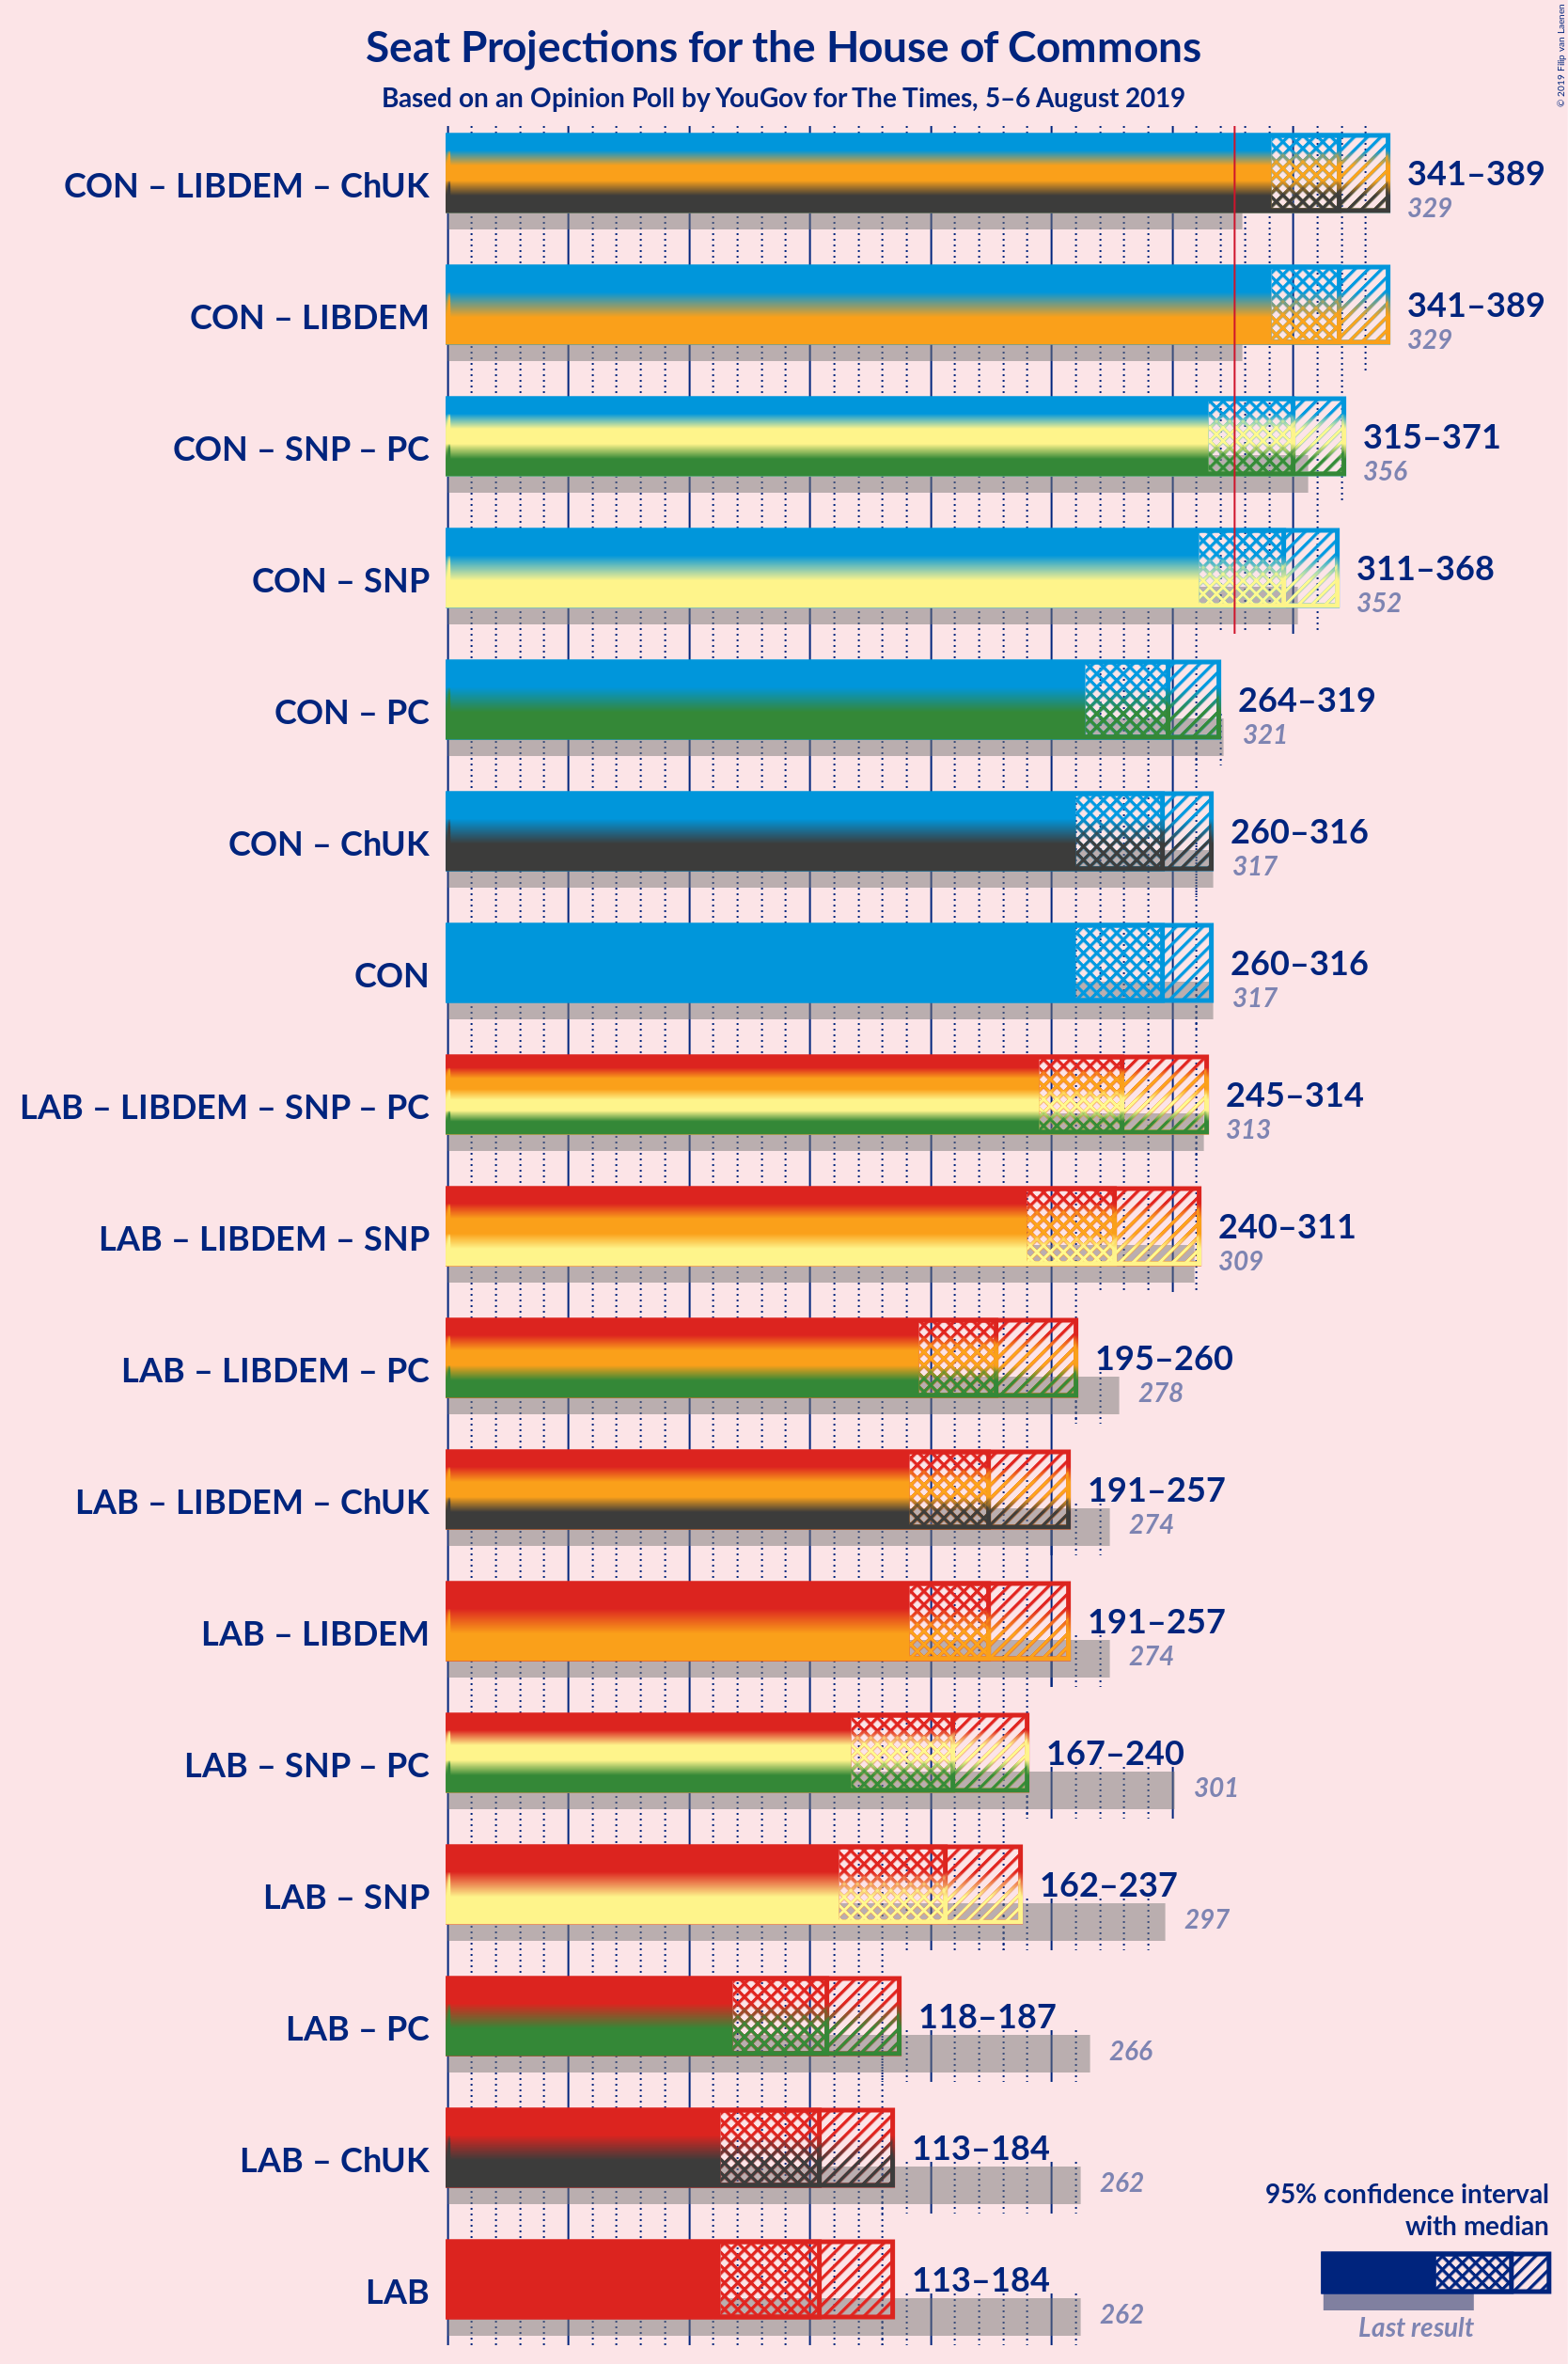 Seat Projections for the House of Commons
Based on an Opinion Poll by YouGov for The Times, 5–6 August 2019
© 2019 Filip van Laenen
CON – LIBDEM – ChUK
341–389
329
CON – LIBDEM
341–389
329
CON – SNP – PC
315–371
356
CON – SNP
311–368
352
CON – PC
264–319
321
CON – ChUK
260–316
317
CON
260–316
317
LAB – LIBDEM – SNP – PC
245–314
313
LAB – LIBDEM – SNP
240–311
309
LAB – LIBDEM – PC
195–260
278
LAB – LIBDEM – ChUK
191–257
274
LAB – LIBDEM
191–257
274
LAB – SNP – PC
167–240
301
LAB – SNP
162–237
297
LAB – PC
118–187
266
LAB – ChUK
113–184
262
LAB
113–184
262
95% confidence interval
with median
Last result